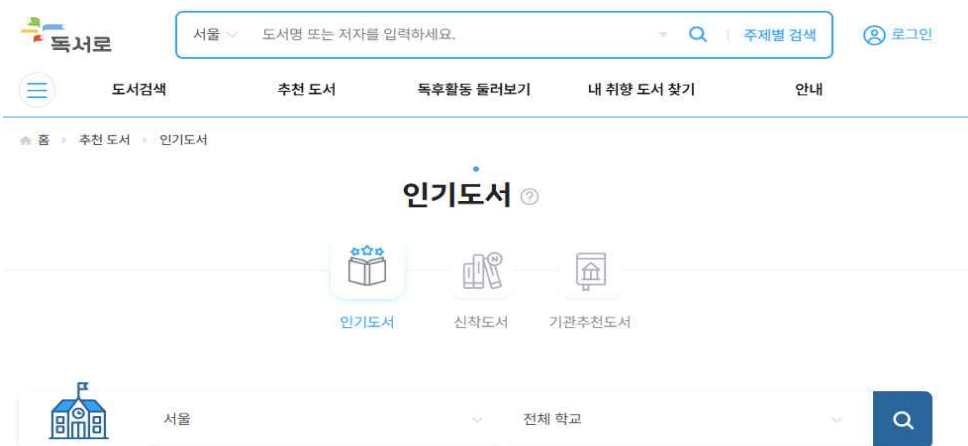 독서로
서울 도서명 또는 저자를 입력하세요. 주제별 검색 로그인
도서검색 추천 도서 독후활동 둘러보기 내 취향 도서 찾기 안내
홈 추천 도서 인기도서
인기도서 ?
인기도서 신착도서 기관추천도서
서울 전체 학교